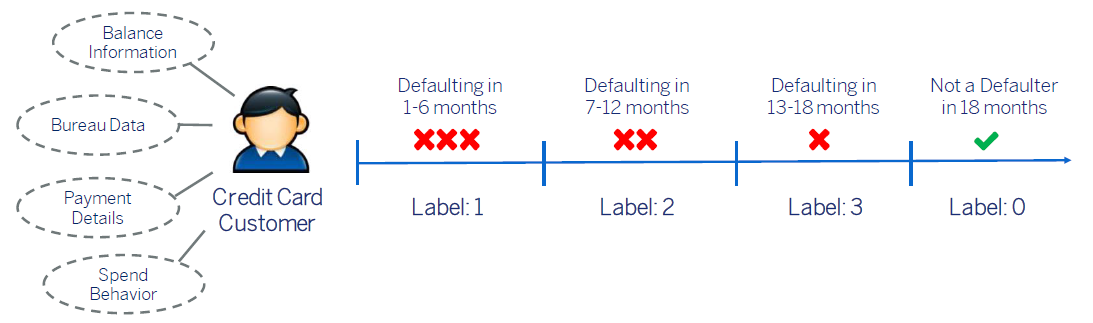 Balance
Information
Bureau Data
Payment
Details
Spend
Behavior
Credit Card
Customer
Defaulting in
1-6 months
Defaulting in
7-12 months
Defaulting in
13-18 months
Not a Defaulter
in 18 months
Label: 1
Label: 2
Label: 3
Label: 0